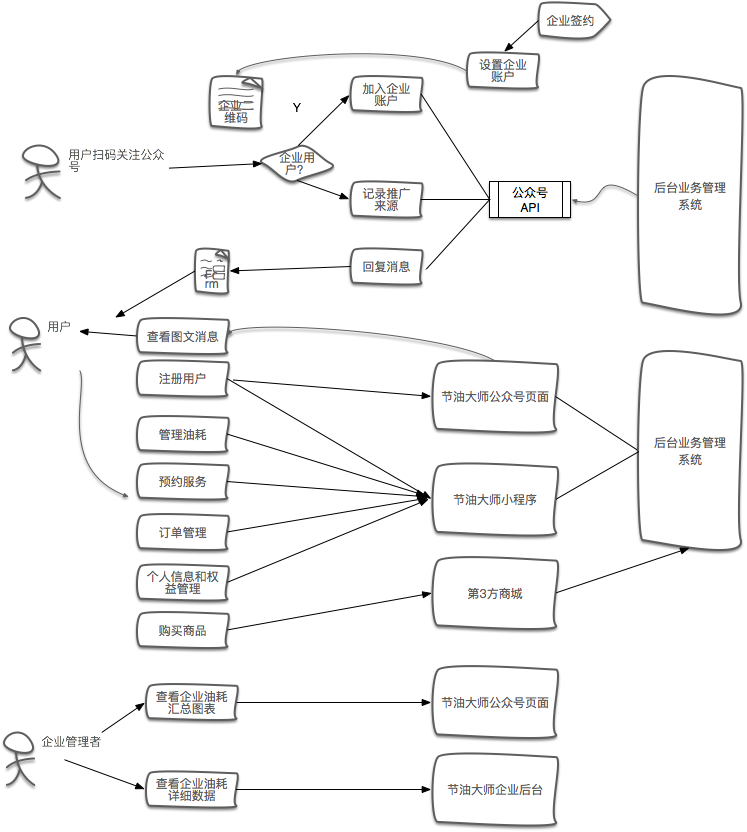 企业签约
设置企业
账户
企业二
维码
Y
加入企业
账户
用户扫码关注公众
号
企业用
户?
记录推广
来源
公众号
API
后台业务管理
系统
回复消息
rm
用户
查看图文消息
注册用户
节油大师公众号页面
管理油耗
后台业务管理
系统
预约服务
节油大师小程序
订单管理
个人信息和权
益管理
第3方商城
购买商品
查看企业油耗
汇总图表
节油大师公众号页面
企业管理者
查看企业油耗
详细数据
节油大师企业后台